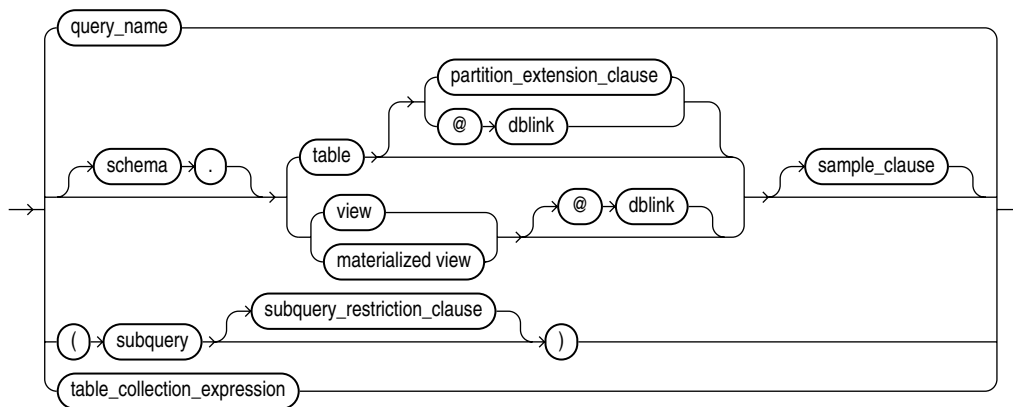 query_name
partition_extension_clause
@ dblink
schema . table sample_clause
view @ dblink
materialized view
subquery_restriction_clause
( subquery )
table_collection_expression